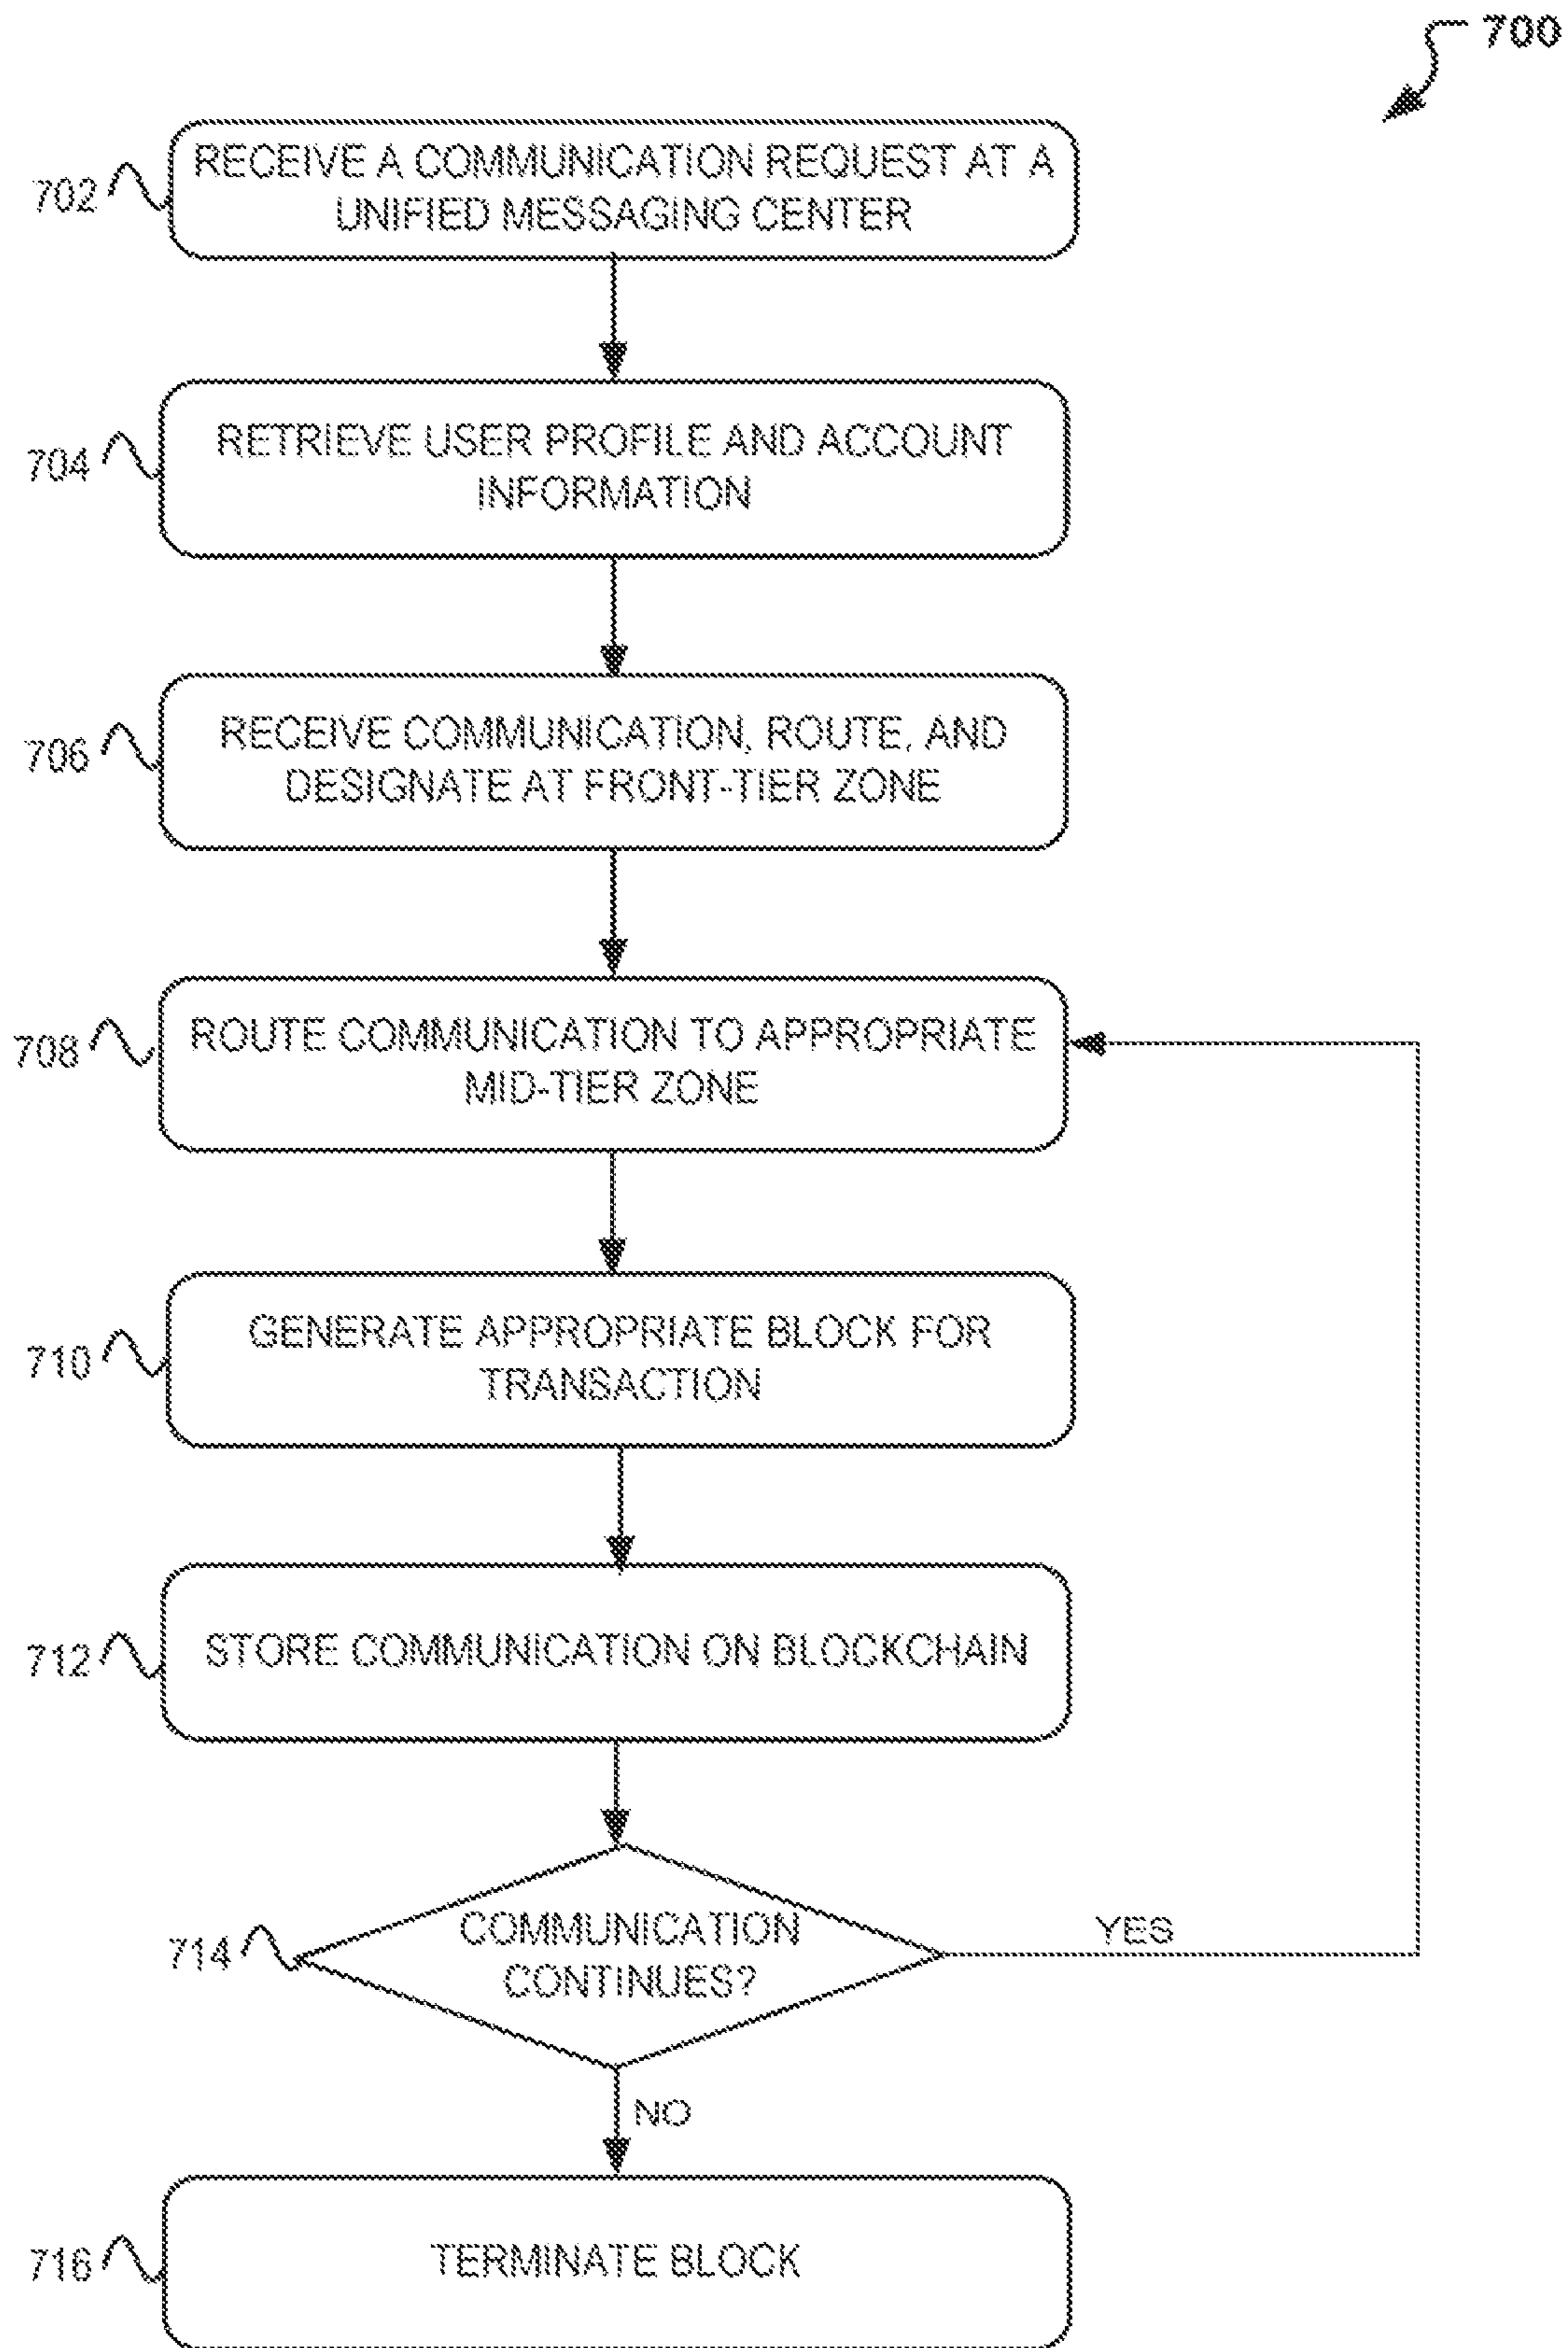 700
702
RECEIVE A COMMUNICATION REQUEST AT A
UNIFIED MESSAGING CENTER
704
RETRIEVE USER PROFILE AND ACCOUNT
INFORMATION
706
RECEIVE COMMUNICATION, ROUTE, AND
DESIGNATE AT FRONT-TIER ZONE
708
ROUTE COMMUNICATION TO APPROPRIATE
MID-TIER ZONE
710
GENERATE APPROPRIATE BLOCK FOR
TRANSACTION
712
STORE COMMUNICATION ON BLOCKCHAIN
714
COMMUNICATION
CONTINUES?
YES
NO
716
TERMINATE BLOCK